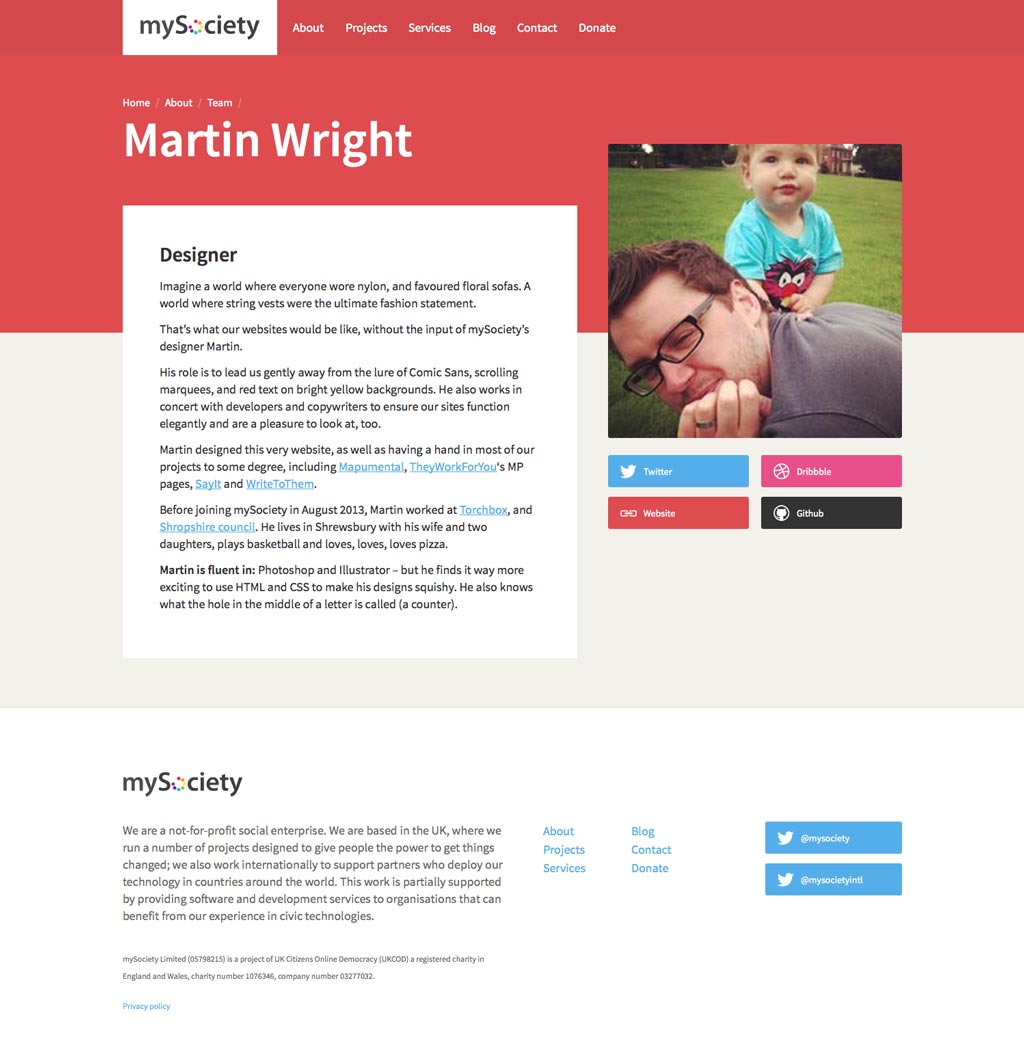 mySociety
About Projects Services Blog Contact Donate
Home / About / Team /
Martin Wright
Designer
Imagine a world where everyone wore nylon, and favoured floral sofas. A
world where string vests were the ultimate fashion statement.
That’s what our websites would be like, without the input of mySociety’s
designer Martin.
His role is to lead us gently away from the lure of Comic Sans, scrolling
marquees, and red text on bright yellow backgrounds. He also works in
concert with developers and copywriters to ensure our sites function
elegantly and are a pleasure to look at, too.
Martin designed this very website, as well as having a hand in most of our
projects to some degree, including Mapumental, TheyWorkForYou‘s MP
pages, SayIt and WriteToThem.
Before joining mySociety in August 2013, Martin worked at Torchbox, and
Shropshire council. He lives in Shrewsbury with his wife and two
daughters, plays basketball and loves, loves, loves pizza.
Martin is fluent in: Photoshop and Illustrator – but he finds it way more
exciting to use HTML and CSS to make his designs squishy. He also knows
what the hole in the middle of a letter is called (a counter).
Twitter Dribbble
Website Github
mySociety
We are a not-for-profit social enterprise. We are based in the UK, where we
run a number of projects designed to give people the power to get things
changed; we also work internationally to support partners who deploy our
technology in countries around the world. This work is partially supported
by providing software and development services to organisations that can
benefit from our experience in civic technologies.
mySociety Limited (05798215) is a project of UK Citizens Online Democracy (UKCOD) a registered charity in
England and Wales, charity number 1076346, company number 03277032.
Privacy policy
About
Projects
Services
Blog
Contact
Donate
@mysociety
@mysocietyintl